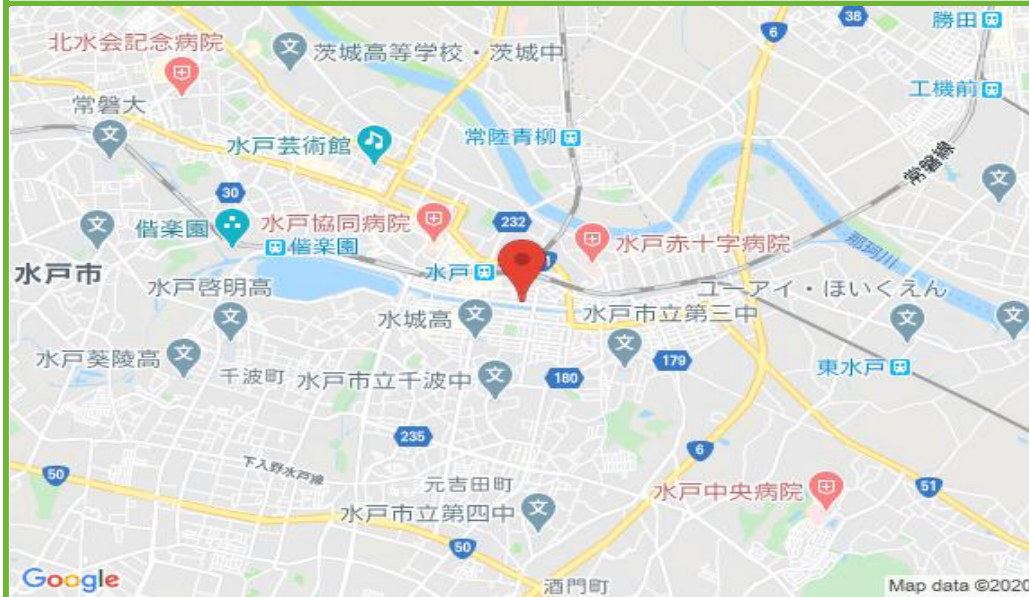 38
勝田
6
北水会記念病院
茨城高等学校・茨城中
工機前
常磐大
水戸芸術館
常陸青柳
常磐線
30
偕楽園
水戸協同病院
232
水戸赤十字病院
偕楽園
那珂川
水戸市
水戸
水戸啓明高
ユーアイ・ほいくえん
水城高
水戸市立第三中
水戸葵陵高
千波町
水戸市立千波中
180
179
東水戸
235
下入野水戸線
6
50
元吉田町
水戸中央病院
51
水戸市立第四中
50
Google
酒門町
Map data ©2020